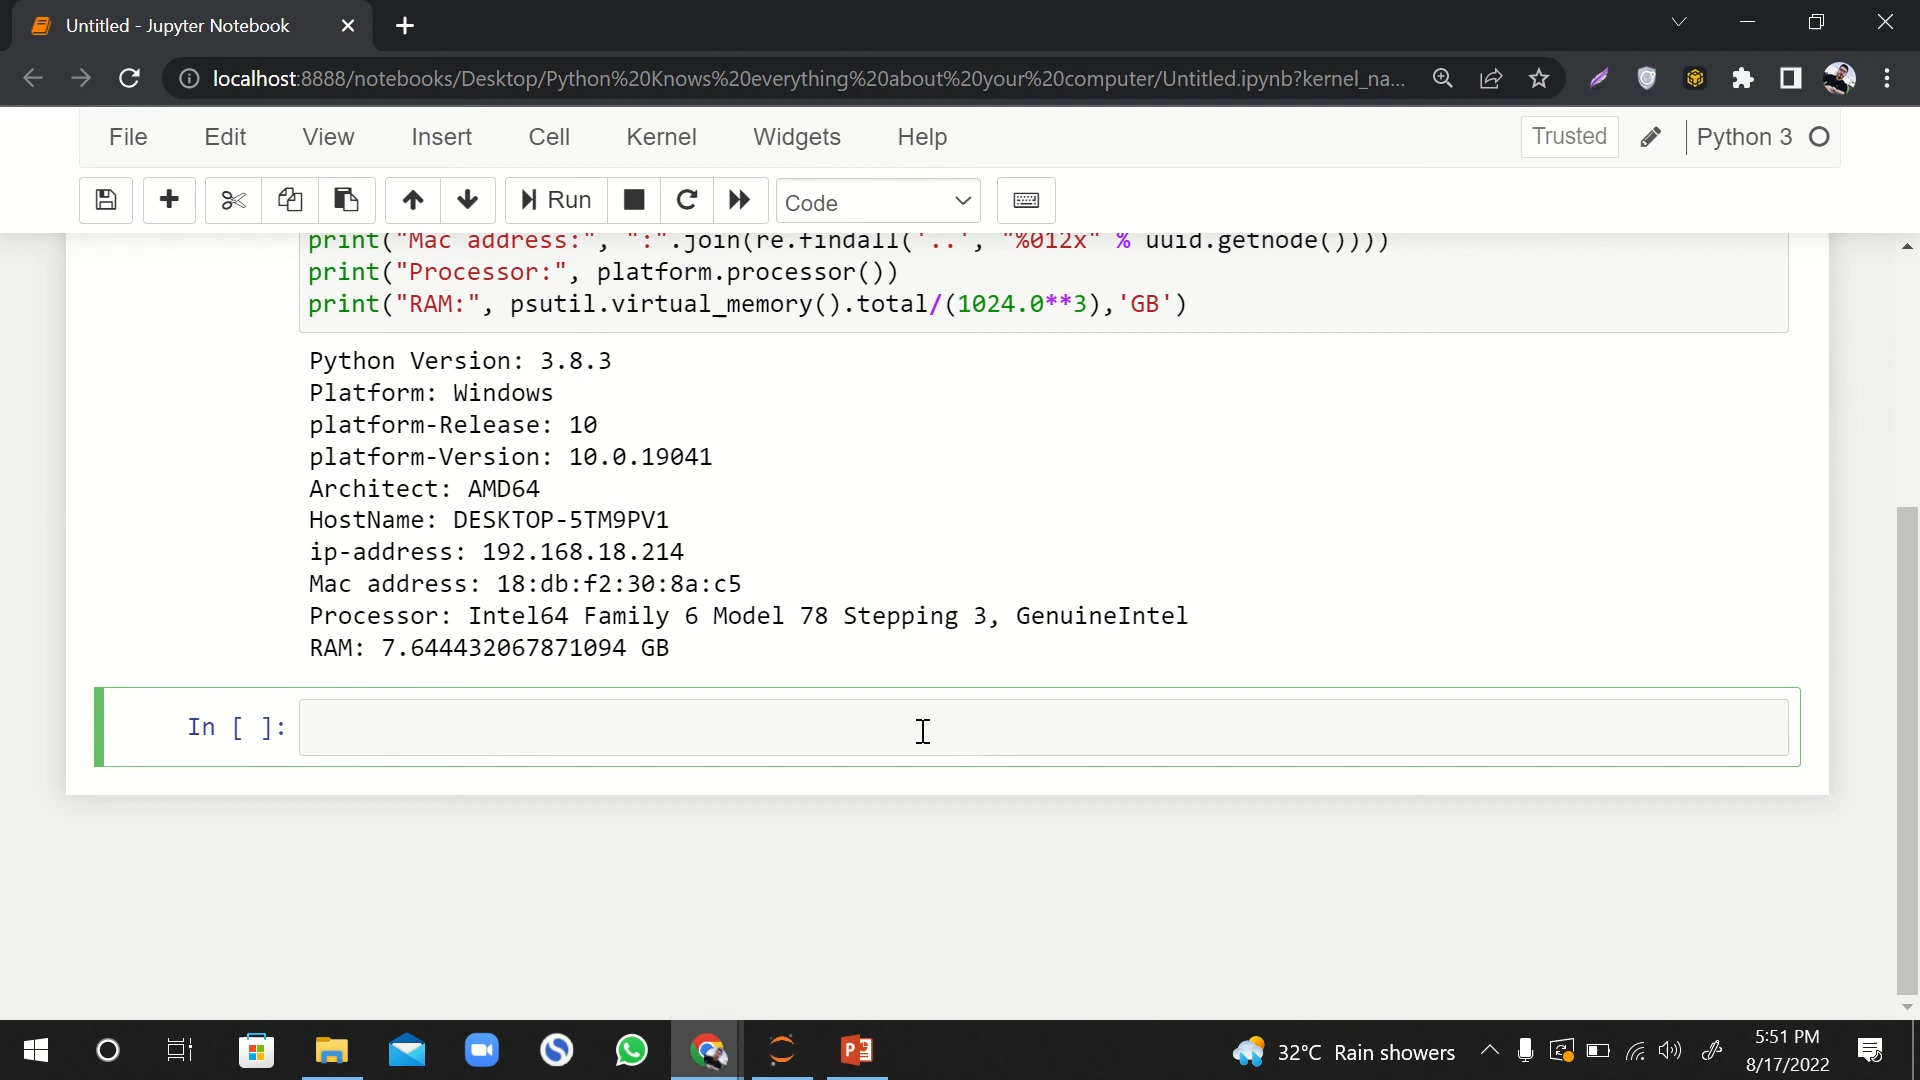 Untitled - Jupyter Notebook
localhost:8888/notebooks/Desktop/Python%20Knows%20everything%20about%20your%20computer/Untitled.ipynb?kernel_na...
File Edit View Insert Cell Kernel Widgets Help Trusted Python 3
Run Code
print("Mac address:", ":".join(re.findall('..', "%012x" % uuid.getnode())))
print("Processor:", platform.processor())
print("RAM:", psutil.virtual_memory().total/(1024.0**3),'GB')
Python Version: 3.8.3
Platform: Windows
platform-Release: 10
platform-Version: 10.0.19041
Architect: AMD64
HostName: DESKTOP-5TM9PV1
ip-address: 192.168.18.214
Mac address: 18:db:f2:30:8a:c5
Processor: Intel64 Family 6 Model 78 Stepping 3, GenuineIntel
RAM: 7.644432067871094 GB
In [ ]:
32°C Rain showers
5:51 PM
8/17/2022